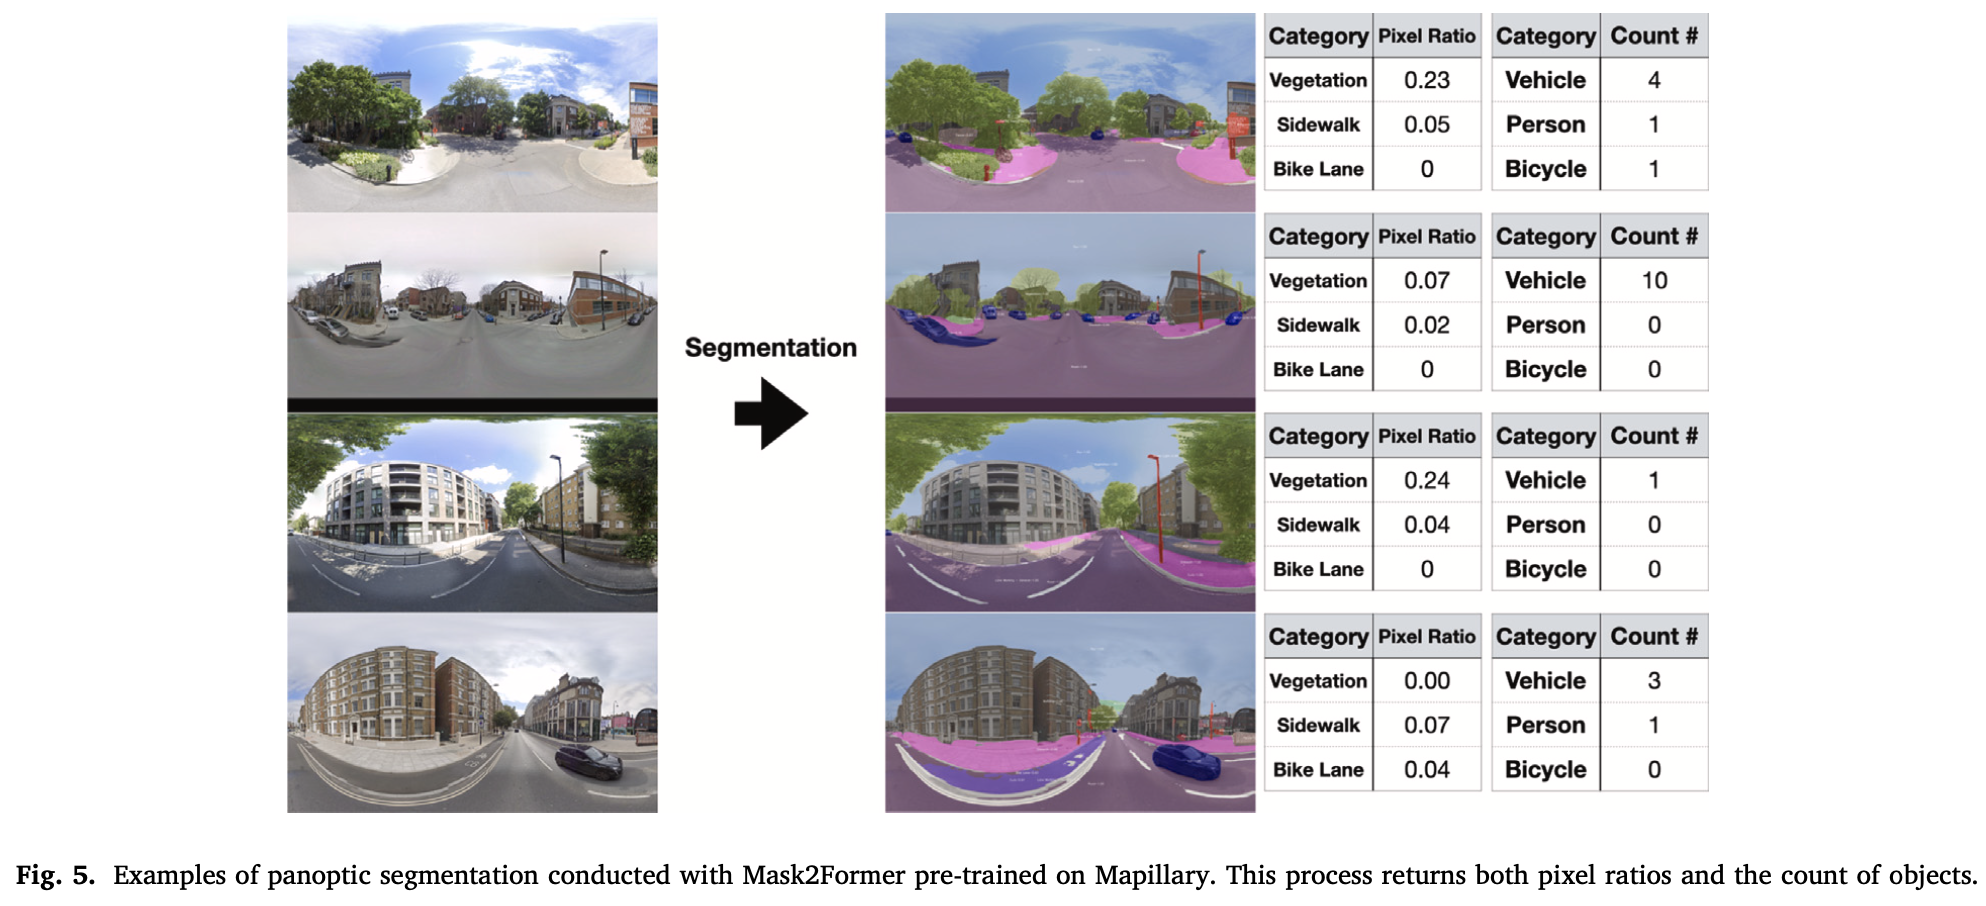 Category Pixel Ratio Category Count #
Vegetation 0.23 Vehicle 4
Sidewalk 0.05 Person 1
Bike Lane 0 Bicycle 1
Category Pixel Ratio Category Count #
Vegetation 0.07 Vehicle 10
Sidewalk 0.02 Person 0
Bike Lane 0 Bicycle 0
Segmentation
Category Pixel Ratio Category Count #
Vegetation 0.24 Vehicle 1
Sidewalk 0.04 Person 0
Bike Lane 0 Bicycle 0
Category Pixel Ratio Category Count #
Vegetation 0.00 Vehicle 3
Sidewalk 0.07 Person 1
Bike Lane 0.04 Bicycle 0
Fig. 5. Examples of panoptic segmentation conducted with Mask2Former pre-trained on Mapillary. This process returns both pixel ratios and the count of objects.